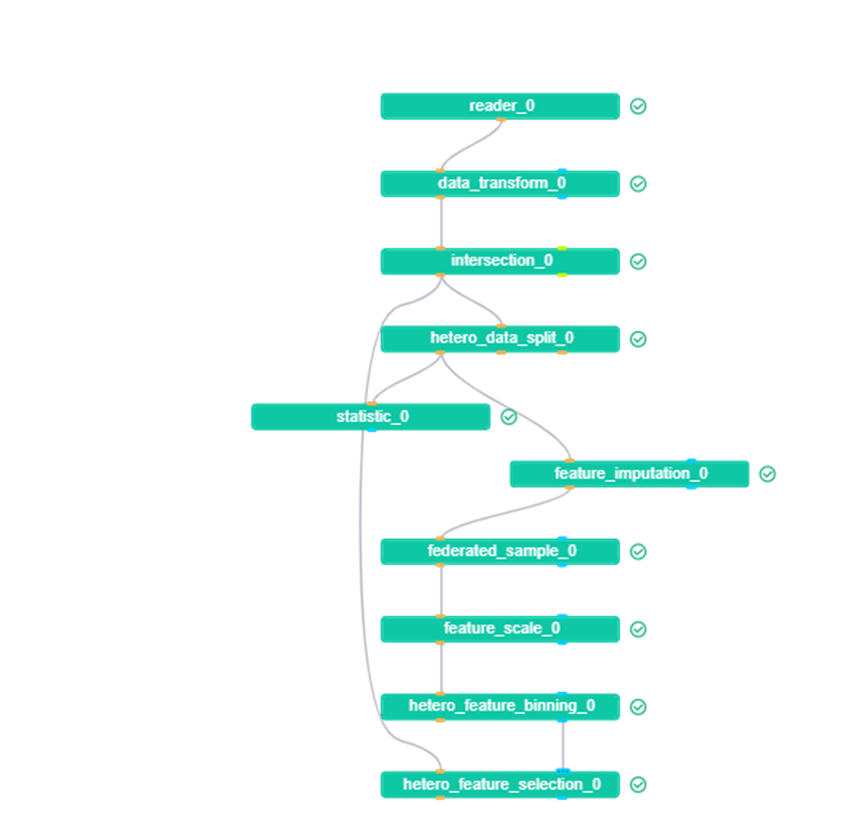 reader_0
data_transform_0
intersection_0
hetero_data_split_0
statistic_0
feature_imputation_0
federated_sample_0
feature_scale_0
hetero_feature_binning_0
hetero_feature_selection_0